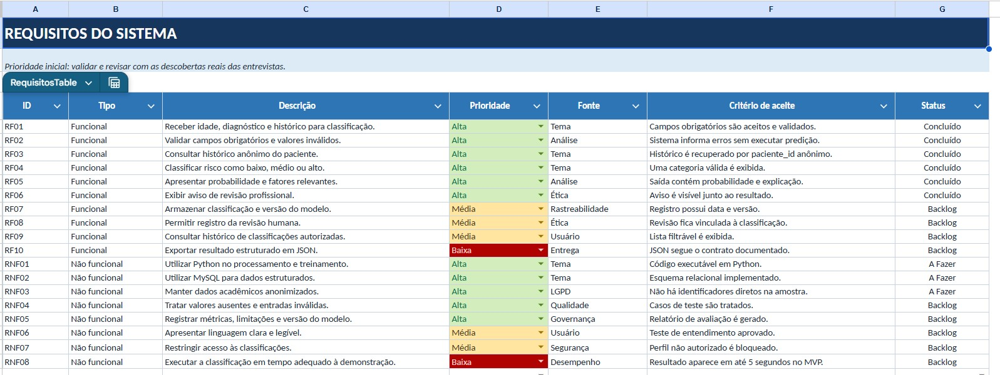 A B C D E F G
REQUISITOS DO SISTEMA
Prioridade inicial: validar e revisar com as descobertas reais das entrevistas.
RequisitosTable
ID Tipo Descrição Prioridade Fonte Critério de aceite Status
RF01 Funcional Receber idade, diagnóstico e histórico para classificação. Alta Tema Campos obrigatórios são aceitos e validados. Concluído
RF02 Funcional Validar campos obrigatórios e valores inválidos. Alta Análise Sistema informa erros sem executar predição. Concluído
RF03 Funcional Consultar histórico anônimo do paciente. Alta Tema Histórico é recuperado por paciente_id anônimo. Concluído
RF04 Funcional Classificar risco como baixo, médio ou alto. Alta Tema Uma categoria válida é exibida. Concluído
RF05 Funcional Apresentar probabilidade e fatores relevantes. Alta Análise Saída contém probabilidade e explicação. Concluído
RF06 Funcional Exibir aviso de revisão profissional. Alta Ética Aviso é visível junto ao resultado. Concluído
RF07 Funcional Armazenar classificação e versão do modelo. Média Rastreabilidade Registro possui data e versão. Backlog
RF08 Funcional Permitir registro da revisão humana. Média Ética Revisão fica vinculada à classificação. Backlog
RF09 Funcional Consultar histórico de classificações autorizadas. Média Usuário Lista filtrável é exibida. Backlog
RF10 Funcional Exportar resultado estruturado em JSON. Baixa Entrega JSON segue o contrato documentado. Backlog
RNF01 Não funcional Utilizar Python no processamento e treinamento. Alta Tema Código executável em Python. A Fazer
RNF02 Não funcional Utilizar MySQL para dados estruturados. Alta Tema Esquema relacional implementado. A Fazer
RNF03 Não funcional Manter dados acadêmicos anonimizados. Alta LGPD Não há identificadores diretos na amostra. A Fazer
RNF04 Não funcional Tratar valores ausentes e entradas inválidas. Alta Qualidade Casos de teste são tratados. Backlog
RNF05 Não funcional Registrar métricas, limitações e versão do modelo. Alta Governança Relatório de avaliação é gerado. Backlog
RNF06 Não funcional Apresentar linguagem clara e legível. Média Usuário Teste de entendimento aprovado. Backlog
RNF07 Não funcional Restringir acesso às classificações. Média Segurança Perfil não autorizado é bloqueado. Backlog
RNF08 Não funcional Executar a classificação em tempo adequado à demonstração. Baixa Desempenho Resultado aparece em até 5 segundos no MVP. Backlog